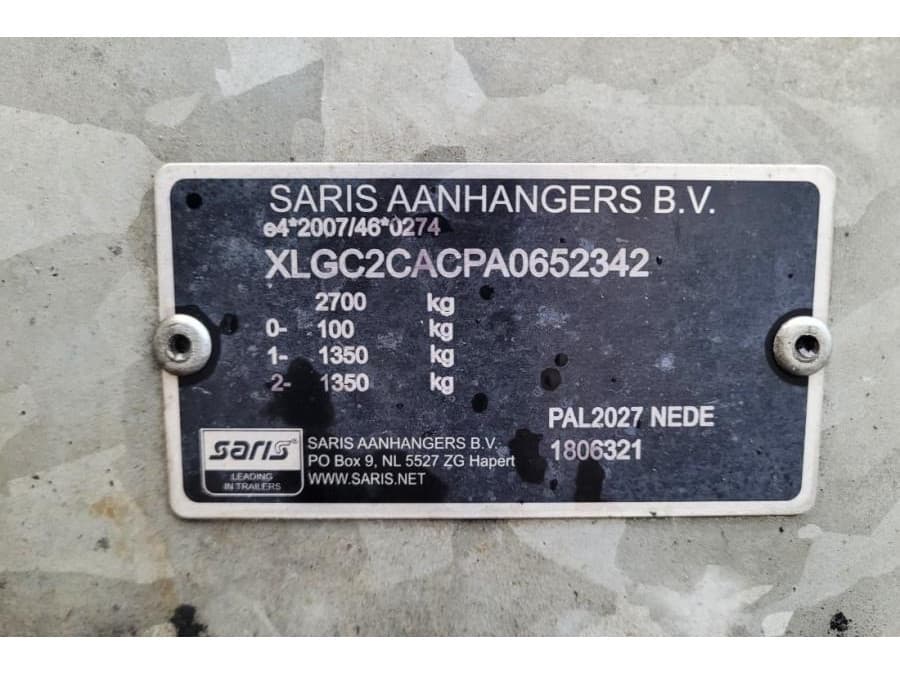 SARIS AANHANGERS B.V.
e4*2007/46*0274
XLGC2CACPA0652342
2700 kg
0- 100 kg
1- 1350 kg
2- 1350 kg
PAL2027 NEDE
1806321
saris
LEADING
IN TRAILERS
SARIS AANHANGERS B.V.
PO Box 9, NL 5527 ZG Hapert
WWW.SARIS.NET